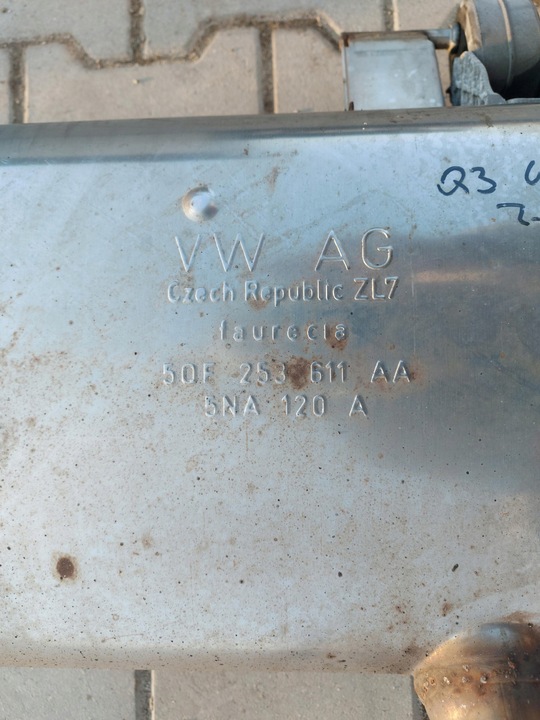 Q3
VW AG
Czech Republic ZL7
faurecia
5QF 253 611 AA
5NA 120 A